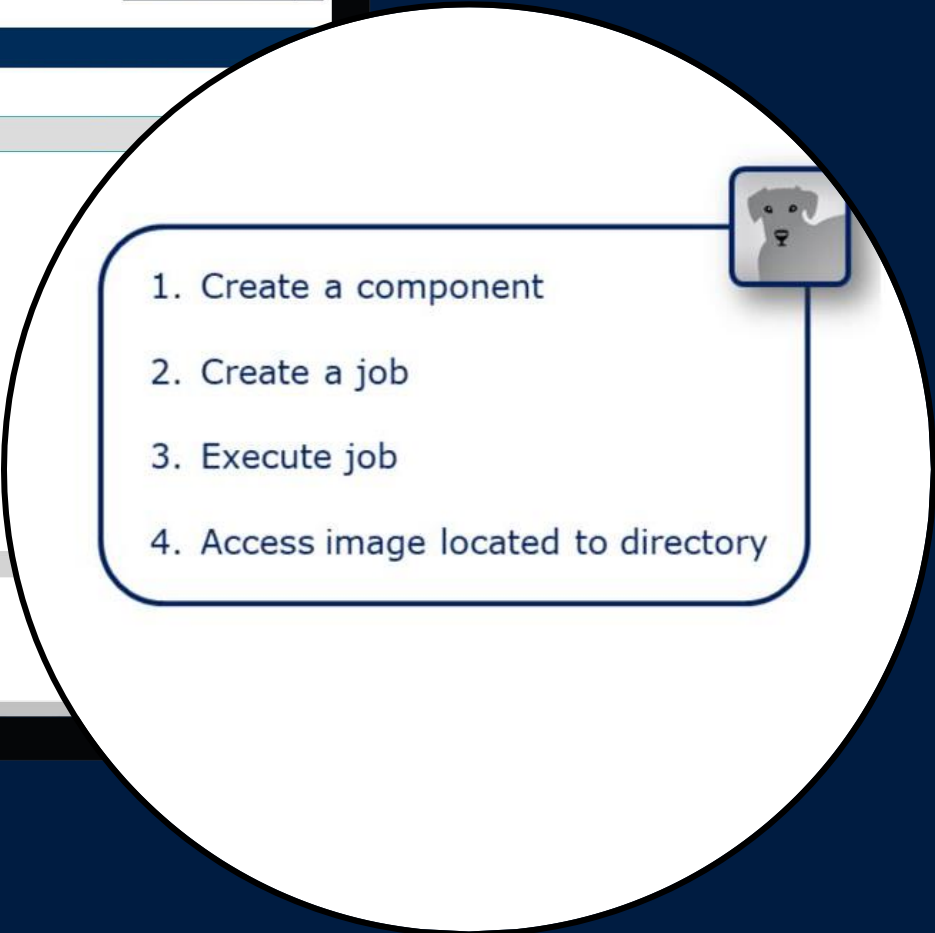 1. Create a component
2. Create a job
3. Execute job
4. Access image located to directory